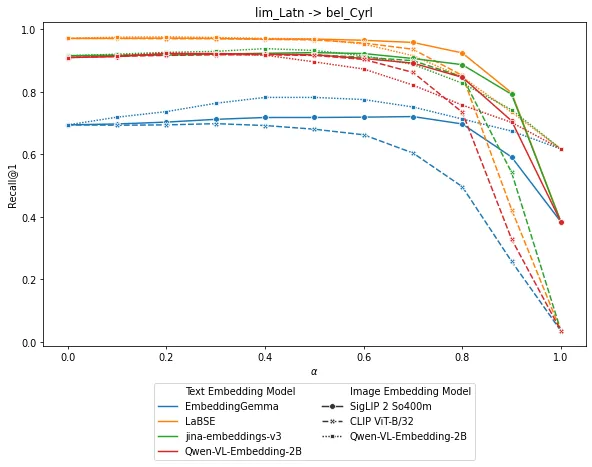 lim_Latn -> bel_Cyrl
Recall@1
1.0
0.8
0.6
0.4
0.2
0.0
0.0 0.2 0.4 0.6 0.8 1.0
α
Text Embedding Model Image Embedding Model
EmbeddingGemma SigLIP 2 So400m
LaBSE CLIP ViT-B/32
jina-embeddings-v3 Qwen-VL-Embedding-2B
Qwen-VL-Embedding-2B